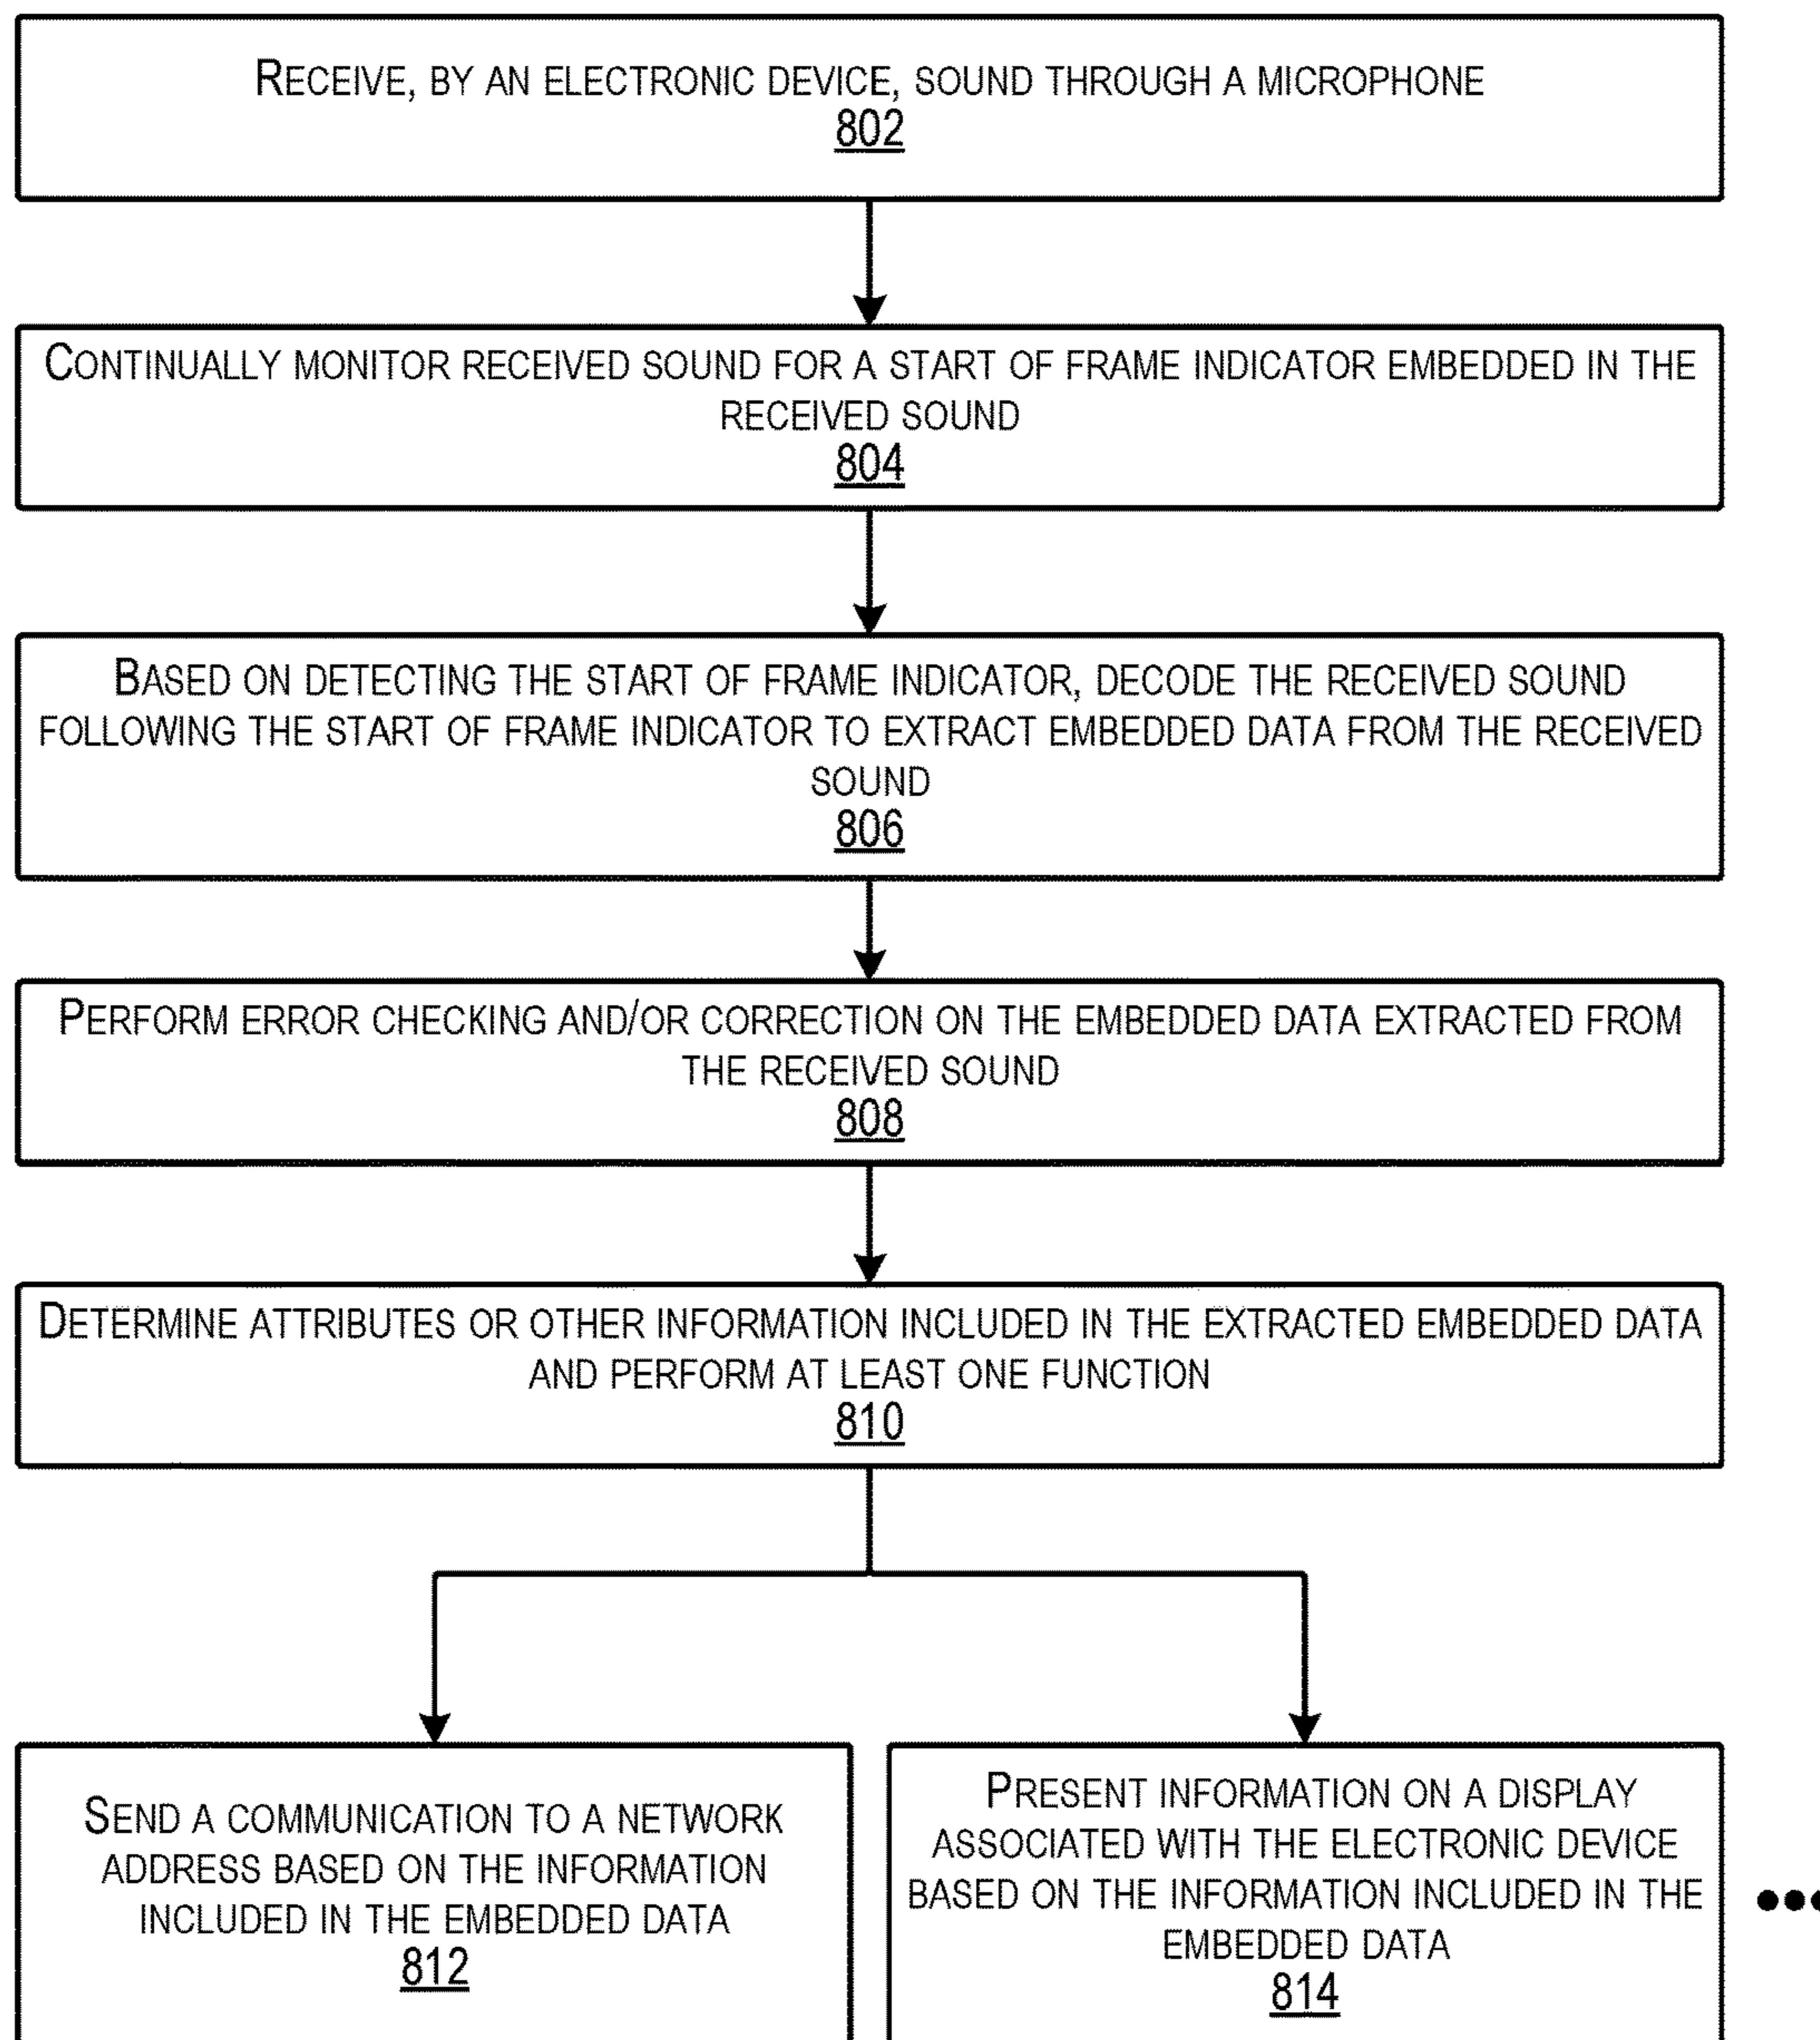 RECEIVE, BY AN ELECTRONIC DEVICE, SOUND THROUGH A MICROPHONE
802
CONTINUALLY MONITOR RECEIVED SOUND FOR A START OF FRAME INDICATOR EMBEDDED IN THE
RECEIVED SOUND
804
BASED ON DETECTING THE START OF FRAME INDICATOR, DECODE THE RECEIVED SOUND
FOLLOWING THE START OF FRAME INDICATOR TO EXTRACT EMBEDDED DATA FROM THE RECEIVED
SOUND
806
PERFORM ERROR CHECKING AND/OR CORRECTION ON THE EMBEDDED DATA EXTRACTED FROM
THE RECEIVED SOUND
808
DETERMINE ATTRIBUTES OR OTHER INFORMATION INCLUDED IN THE EXTRACTED EMBEDDED DATA
AND PERFORM AT LEAST ONE FUNCTION
810
SEND A COMMUNICATION TO A NETWORK
ADDRESS BASED ON THE INFORMATION
INCLUDED IN THE EMBEDDED DATA
812
PRESENT INFORMATION ON A DISPLAY
ASSOCIATED WITH THE ELECTRONIC DEVICE
BASED ON THE INFORMATION INCLUDED IN THE
EMBEDDED DATA
814